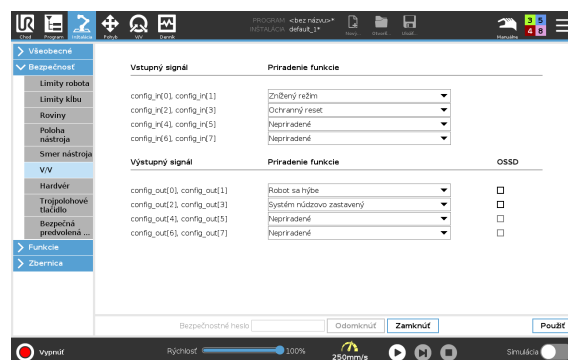 PROGRAM <bez názvu>*
INŠTALÁCIA default_1*
Chod Program Inštalácia Pohyb V/V Denník Nový... Otvoriť... Uložiť... Manuálne
3 5
4 8
Všeobecné
Bezpečnosť
Limity robota
Limity kĺbu
Roviny
Poloha
nástroja
Smer nástroja
V/V
Hardvér
Trojpolohové
tlačidlo
Bezpečná
predvolená ...
Funkcie
Zbernica
Vstupný signál Priradenie funkcie
config_in[0], config_in[1] Znížený režim
config_in[2], config_in[3] Ochranný reset
config_in[4], config_in[5] Nepriradené
config_in[6], config_in[7] Nepriradené
Výstupný signál Priradenie funkcie OSSD
config_out[0], config_out[1] Robot sa hýbe
config_out[2], config_out[3] Systém núdzovo zastavený
config_out[4], config_out[5] Nepriradené
config_out[6], config_out[7] Nepriradené
Bezpečnostné heslo Odomknúť Zamknúť Použiť
Vypnúť Rýchlosť 100% 250mm/s Simulácia